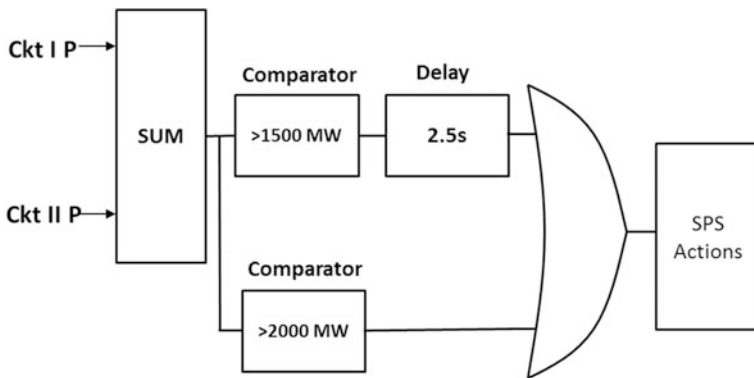 Ckt I P
Comparator
Delay
SUM
>1500 MW
2.5s
Ckt II P
SPS
Actions
Comparator
>2000 MW